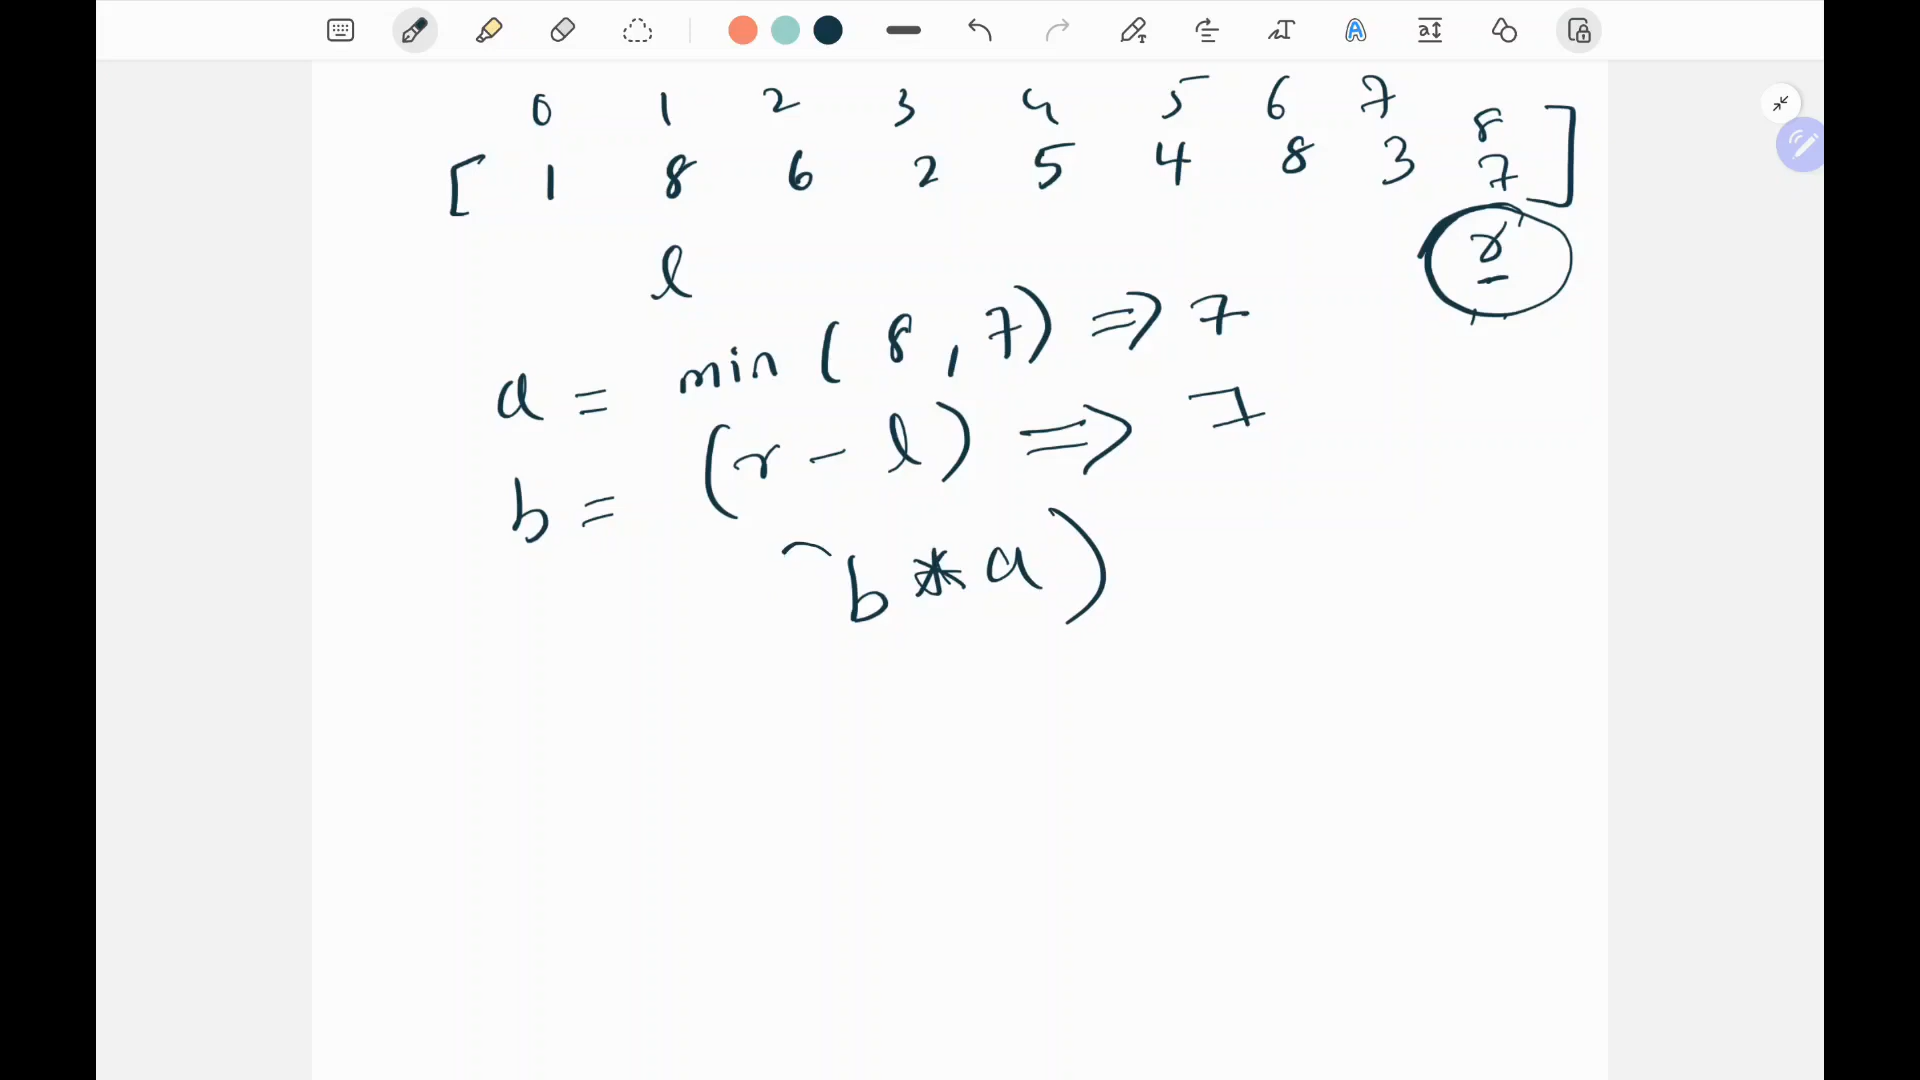 0 1 2 3 4 5 6 7 8
[ 1 8 6 2 5 4 8 3 7 ]
l r
a = min ( 8 , 7 ) => 7
b = ( r - l ) => 7
b * a )